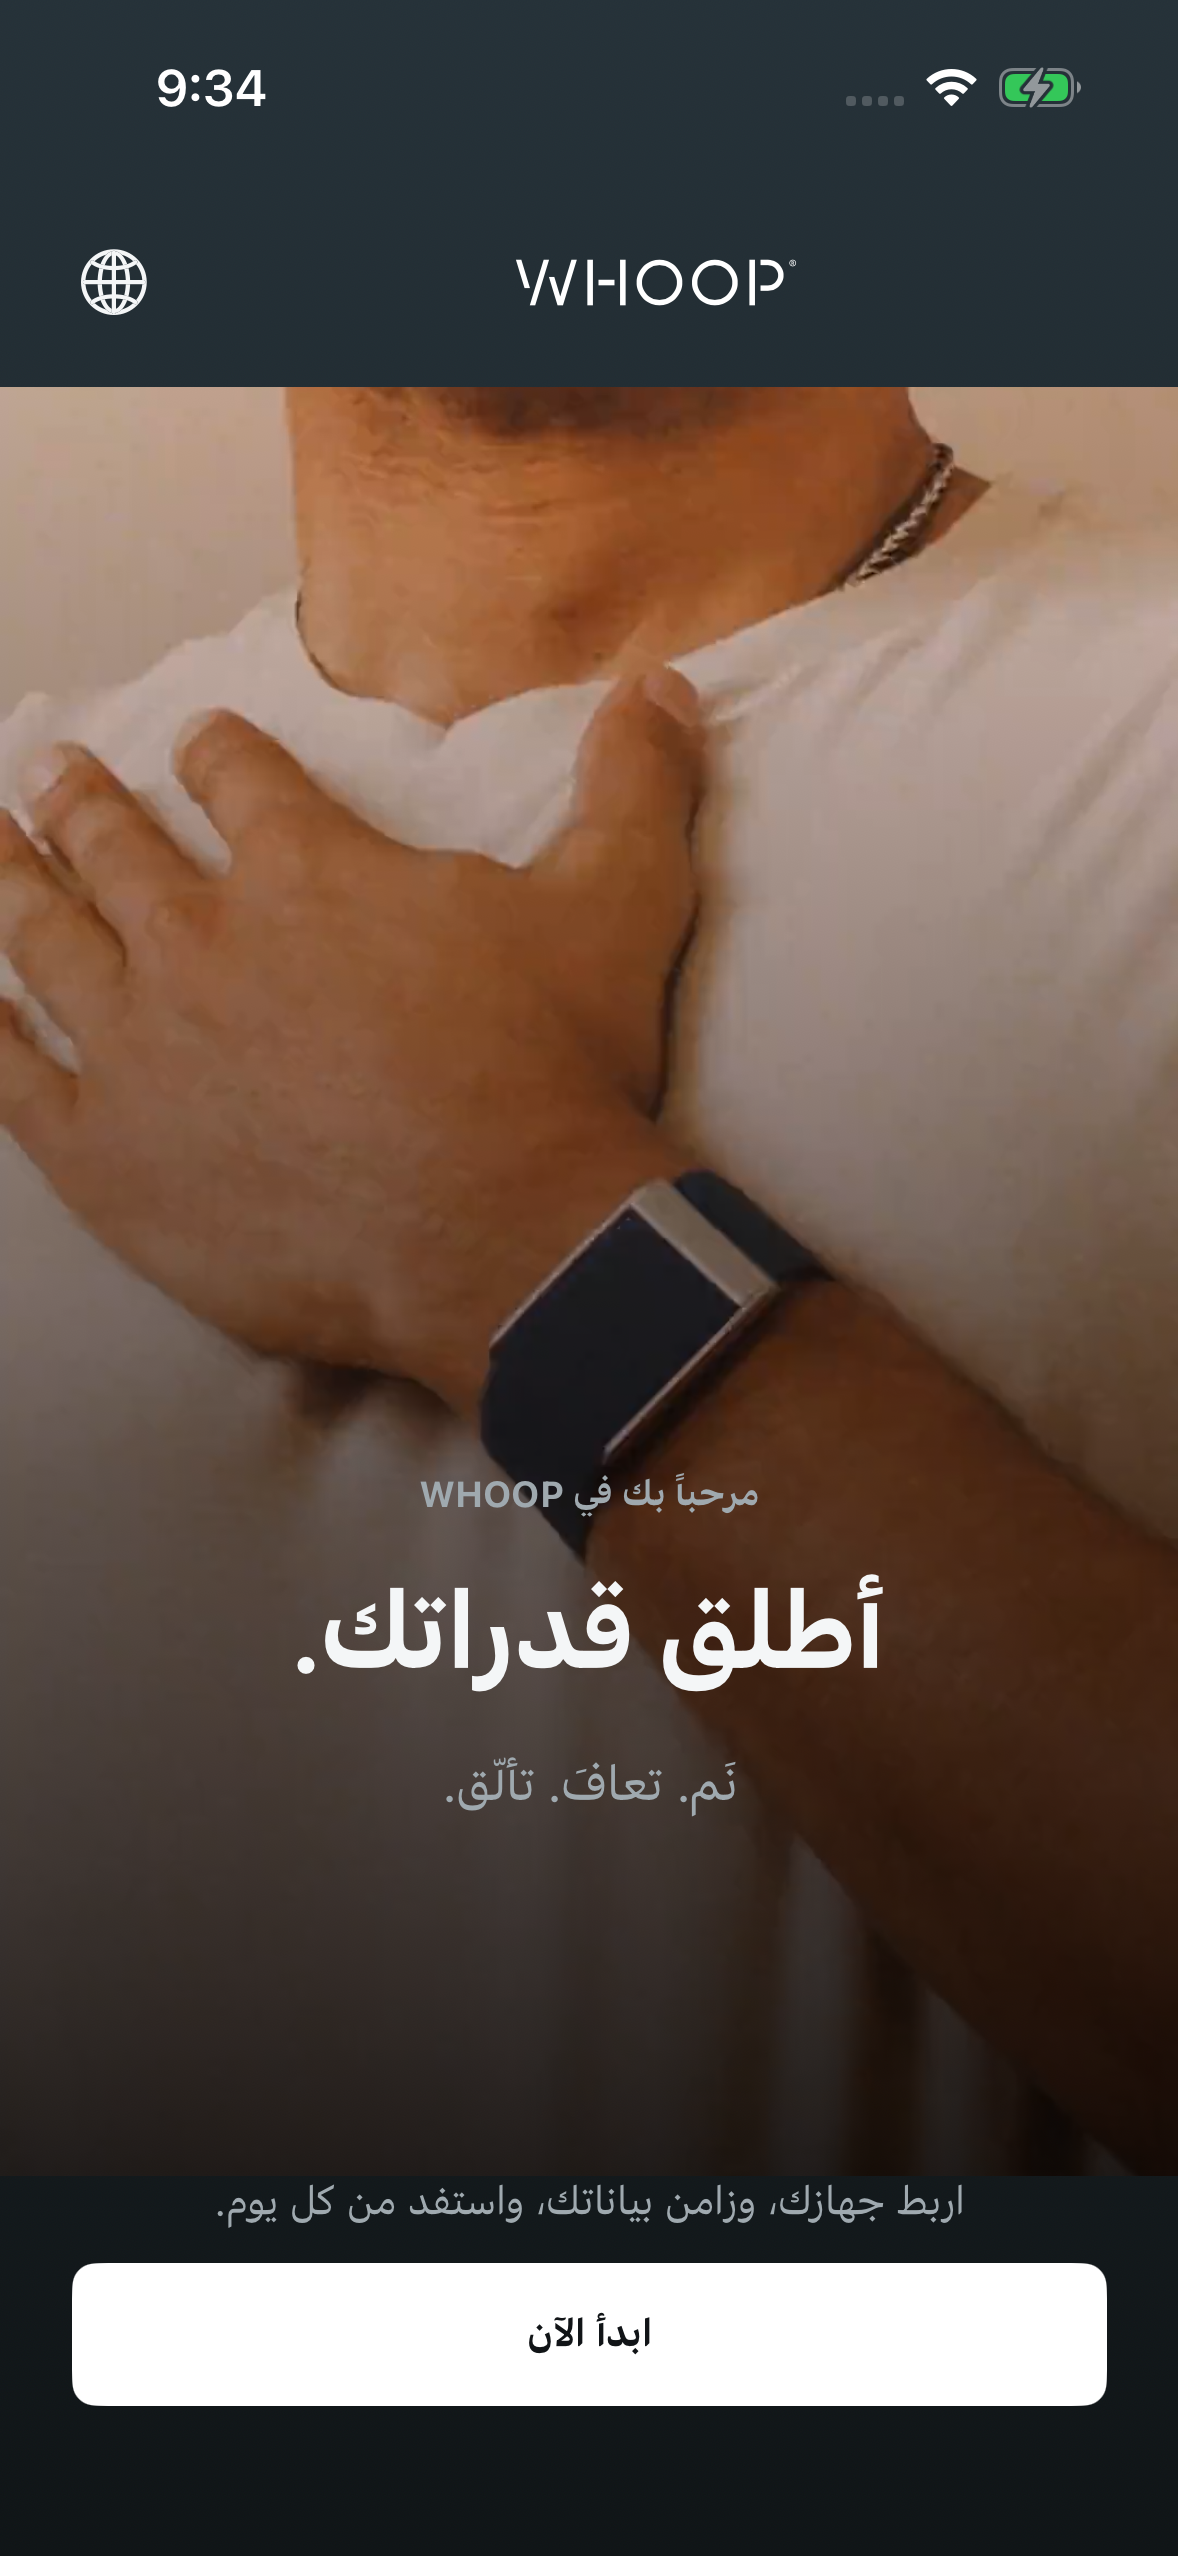 9:34
WHOOP®
مرحباً بك في WHOOP
أطلق قدراتك.
نَم. تعافَ. تألّق.
اربط جهازك، وزامن بياناتك، واستفد من كل يوم.
ابدأ الآن